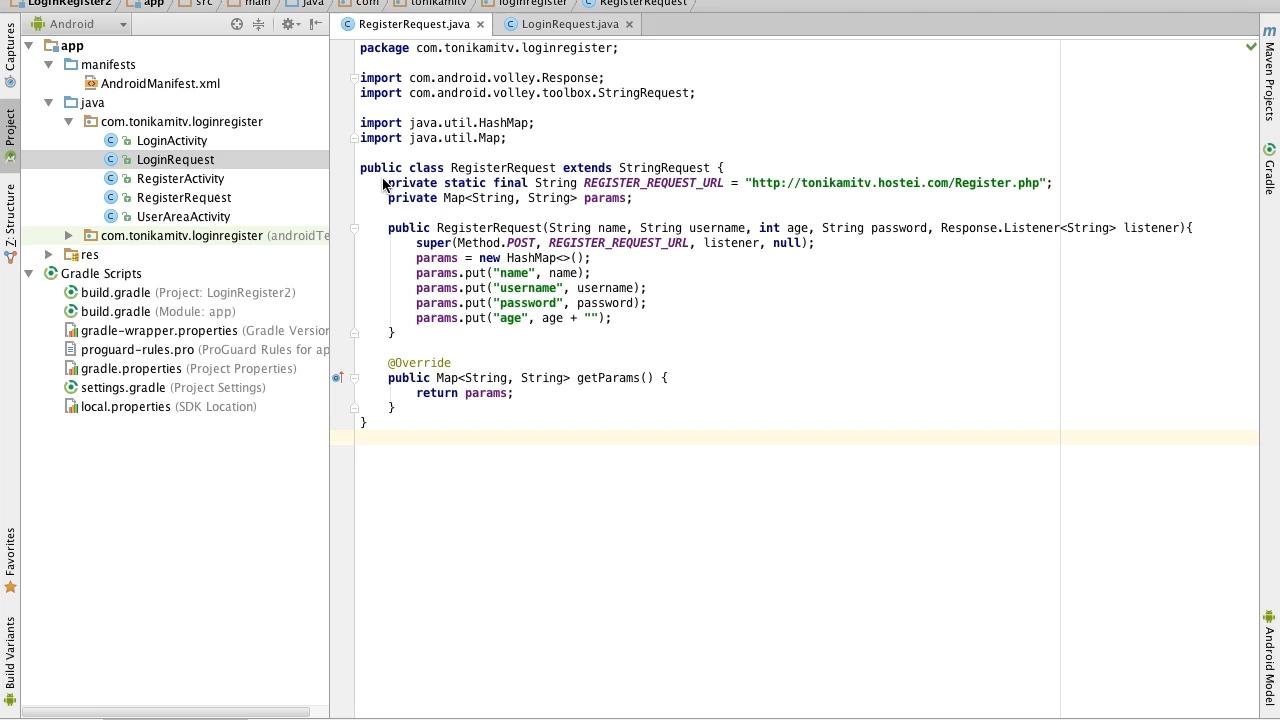 LoginRegister2 app src main java com tonikamitv loginregister RegisterRequest
Android
RegisterRequest.java LoginRequest.java
Captures
Project
Z: Structure
Favorites
Build Variants
app
manifests
AndroidManifest.xml
java
com.tonikamitv.loginregister
LoginActivity
LoginRequest
RegisterActivity
RegisterRequest
UserAreaActivity
com.tonikamitv.loginregister (androidTe
res
Gradle Scripts
build.gradle (Project: LoginRegister2)
build.gradle (Module: app)
gradle-wrapper.properties (Gradle Version
proguard-rules.pro (ProGuard Rules for ap
gradle.properties (Project Properties)
settings.gradle (Project Settings)
local.properties (SDK Location)
package com.tonikamitv.loginregister;
import com.android.volley.Response;
import com.android.volley.toolbox.StringRequest;
import java.util.HashMap;
import java.util.Map;
public class RegisterRequest extends StringRequest {
private static final String REGISTER_REQUEST_URL = "http://tonikamitv.hostei.com/Register.php";
private Map<String, String> params;
public RegisterRequest(String name, String username, int age, String password, Response.Listener<String> listener){
super(Method.POST, REGISTER_REQUEST_URL, listener, null);
params = new HashMap<>();
params.put("name", name);
params.put("username", username);
params.put("password", password);
params.put("age", age + "");
}
@Override
public Map<String, String> getParams() {
return params;
}
}
m
Maven Projects
Gradle
Android Model